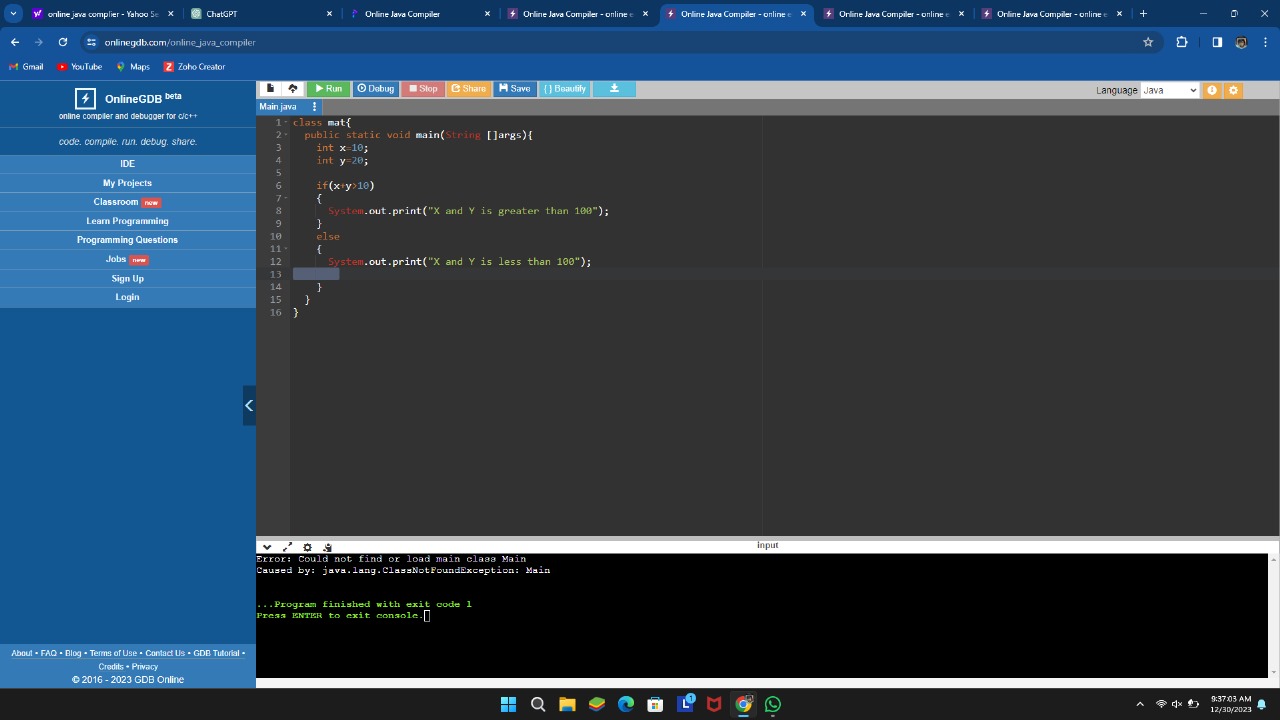 online java complier - Yahoo Se
ChatGPT
Online Java Compiler
Online Java Compiler - online e
Online Java Compiler - online e
Online Java Compiler - online e
Online Java Compiler - online e
onlinegdb.com/online_java_compiler
Gmail
YouTube
Maps
Zoho Creator
OnlineGDB beta
online compiler and debugger for c/c++
code. compile. run. debug. share.
IDE
My Projects
Classroom new
Learn Programming
Programming Questions
Jobs new
Sign Up
Login
About • FAQ • Blog • Terms of Use • Contact Us • GDB Tutorial •
Credits • Privacy
© 2016 - 2023 GDB Online
Run
Debug
Stop
Share
Save
{ } Beautify
Language Java
Main java
1 class mat{
2 public static void main(String []args){
3 int x=10;
4 int y=20;
5
6 if(x+y>10)
7 {
8 System.out.print("X and Y is greater than 100");
9 }
10 else
11 {
12 System.out.print("X and Y is less than 100");
13
14 }
15 }
16 }
input
Error: Could not find or load main class Main
Caused by: java.lang.ClassNotFoundException: Main
...Program finished with exit code 1
Press ENTER to exit console.
1
9:37:03 AM
12/30/2023